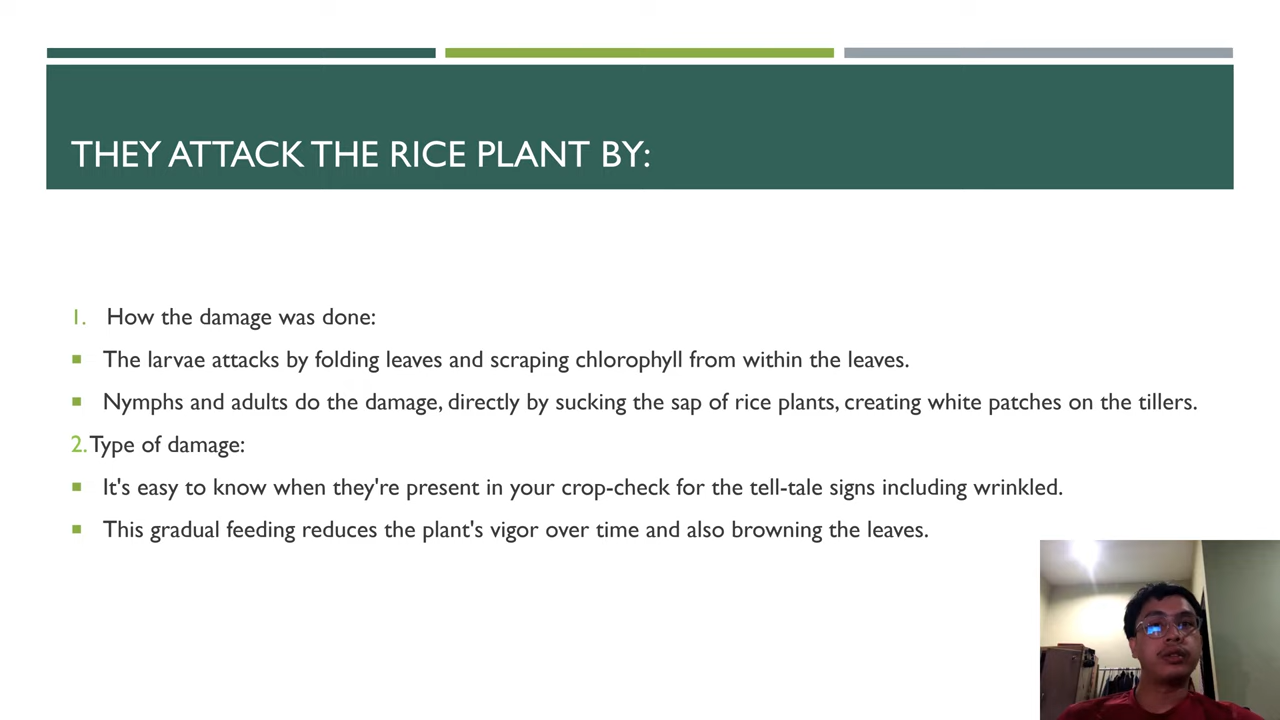 THEY ATTACK THE RICE PLANT BY:
1. How the damage was done:
▪ The larvae attacks by folding leaves and scraping chlorophyll from within the leaves.
▪ Nymphs and adults do the damage, directly by sucking the sap of rice plants, creating white patches on the tillers.
2. Type of damage:
▪ It's easy to know when they're present in your crop-check for the tell-tale signs including wrinkled.
▪ This gradual feeding reduces the plant's vigor over time and also browning the leaves.